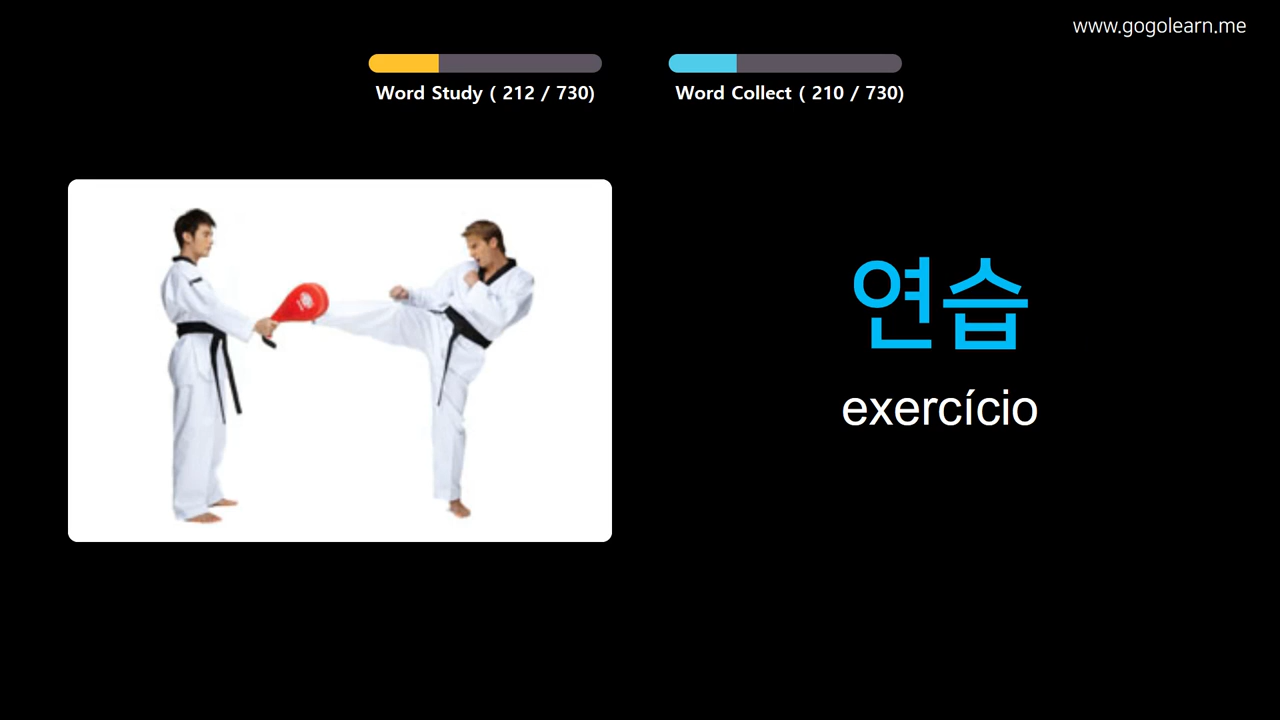 www.gogolearn.me
Word Study ( 212 / 730)
Word Collect ( 210 / 730)
연습
exercício